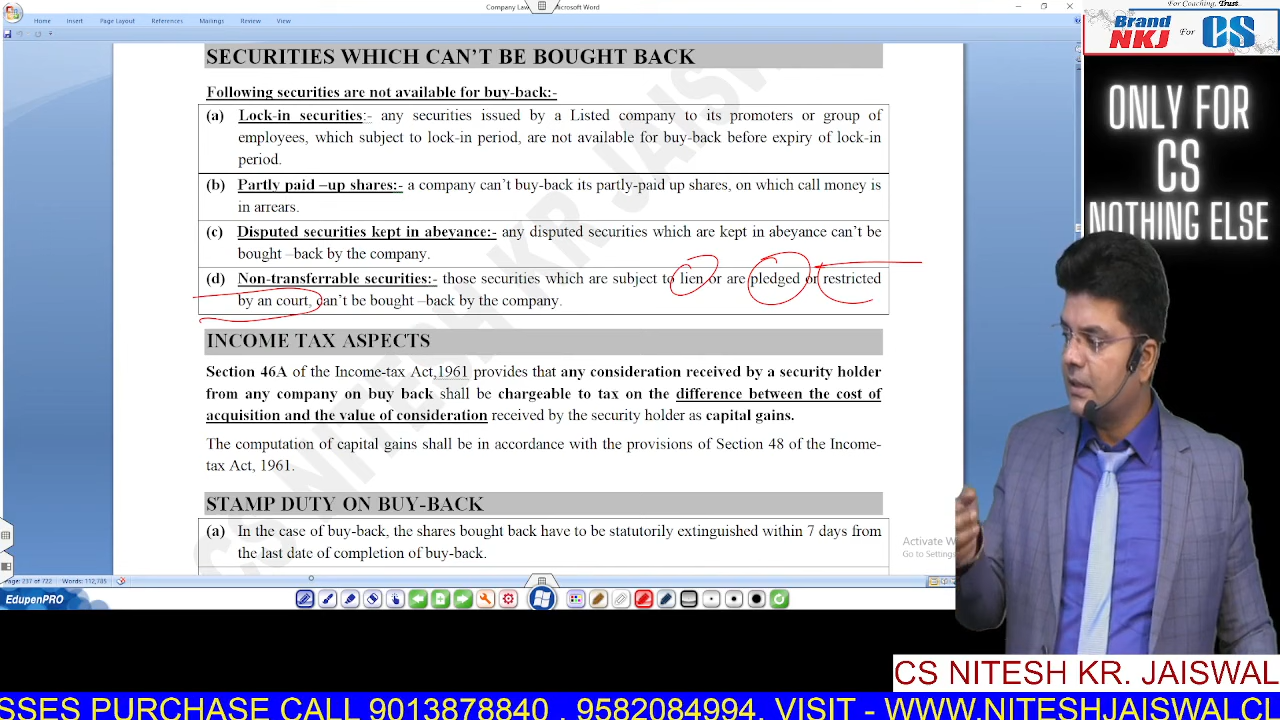 Company Law
Microsoft Word
Home Insert Page Layout References Mailings Review View
For Coaching, Trust
Brand
NKJ For CS
SECURITIES WHICH CAN'T BE BOUGHT BACK
Following securities are not available for buy-back:-
(a) Lock-in securities:- any securities issued by a Listed company to its promoters or group of
employees, which subject to lock-in period, are not available for buy-back before expiry of lock-in
period.
(b) Partly paid –up shares:- a company can't buy-back its partly-paid up shares, on which call money is
in arrears.
(c) Disputed securities kept in abeyance:- any disputed securities which are kept in abeyance can't be
bought –back by the company.
(d) Non-transferrable securities:- those securities which are subject to lien or are pledged or restricted
by an court, can't be bought –back by the company.
INCOME TAX ASPECTS
Section 46A of the Income-tax Act,1961 provides that any consideration received by a security holder
from any company on buy back shall be chargeable to tax on the difference between the cost of
acquisition and the value of consideration received by the security holder as capital gains.
The computation of capital gains shall be in accordance with the provisions of Section 48 of the Income-
tax Act, 1961.
STAMP DUTY ON BUY-BACK
(a) In the case of buy-back, the shares bought back have to be statutorily extinguished within 7 days from
the last date of completion of buy-back.
ONLY FOR
CS
NOTHING ELSE
Activate W
Go to Setting
Page: 237 of 722 Words: 112,785
EdupenPRO
CS NITESH KR. JAISWAL
SSES PURCHASE CALL 9013878840 , 9582084994, VISIT - WWW.NITESHJAISWALCL